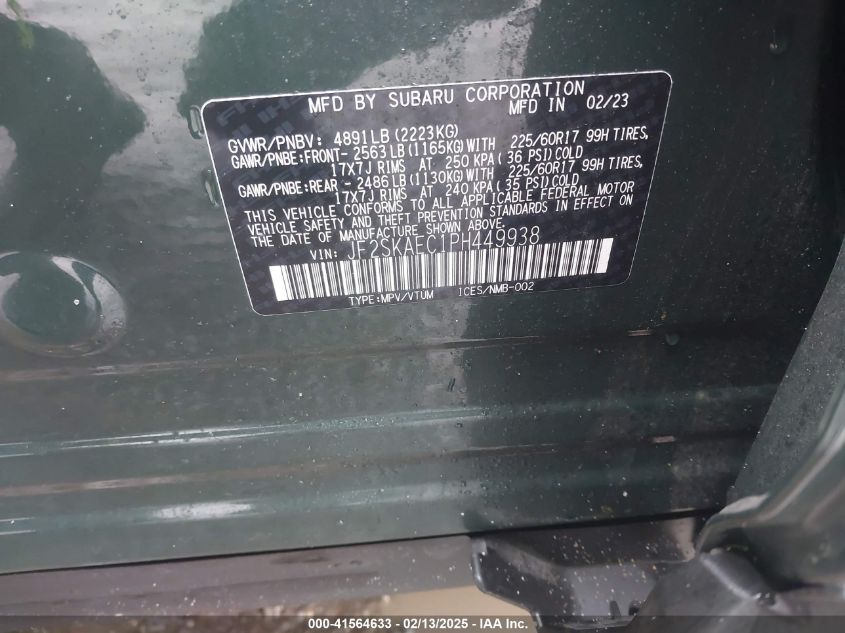 MFD BY SUBARU CORPORATION
MFD IN 02/23
GVWR/PNBV: 4891LB(2223KG)
GAWR/PNBE:FRONT- 2563LB(1165KG)WITH 225/60R17 99H TIRES,
17X7J RIMS AT 250 KPA( 36 PSI)COLD
GAWR/PNBE:REAR - 2486LB(1130KG)WITH 225/60R17 99H TIRES,
17X7J RIMS AT 240 KPA( 35 PSI)COLD
THIS VEHICLE CONFORMS TO ALL APPLICABLE FEDERAL MOTOR
VEHICLE SAFETY AND THEFT PREVENTION STANDARDS IN EFFECT ON
THE DATE OF MANUFACTURE SHOWN ABOVE.
VIN: JF2SKAEC1PH449938
TYPE:MPV/VTUM ICES/NMB-002
000-41564633 - 02/13/2025 - IAA Inc.